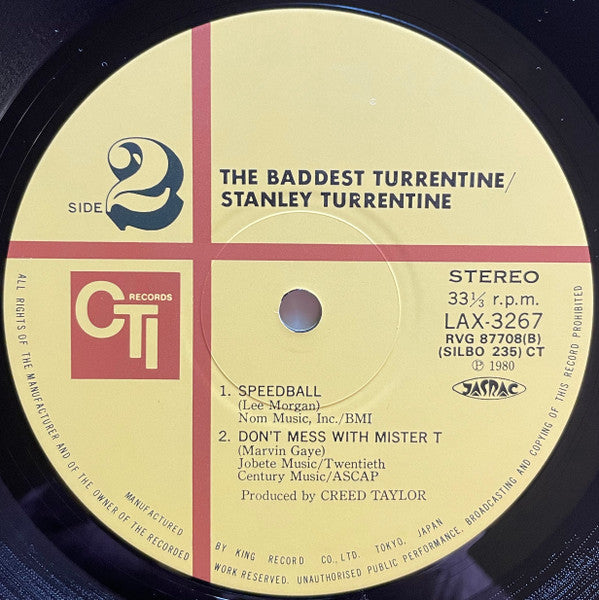 SIDE 2
THE BADDEST TURRENTINE/
STANLEY TURRENTINE
CTI RECORDS
STEREO
33⅓ r.p.m.
LAX-3267
RVG 87708(B)
(SILBO 235) CT
Ⓟ 1980
JASRAC
1. SPEEDBALL
(Lee Morgan)
Nom Music, Inc./BMI
2. DON'T MESS WITH MISTER T
(Marvin Gaye)
Jobete Music/Twentieth
Century Music/ASCAP
Produced by CREED TAYLOR
MANUFACTURED BY KING RECORD CO., LTD. TOKYO, JAPAN
ALL RIGHTS OF THE MANUFACTURER AND OF THE OWNER OF THE RECORDED WORK RESERVED. UNAUTHORISED PUBLIC PERFORMANCE, BROADCASTING AND COPYING OF THIS RECORD PROHIBITED